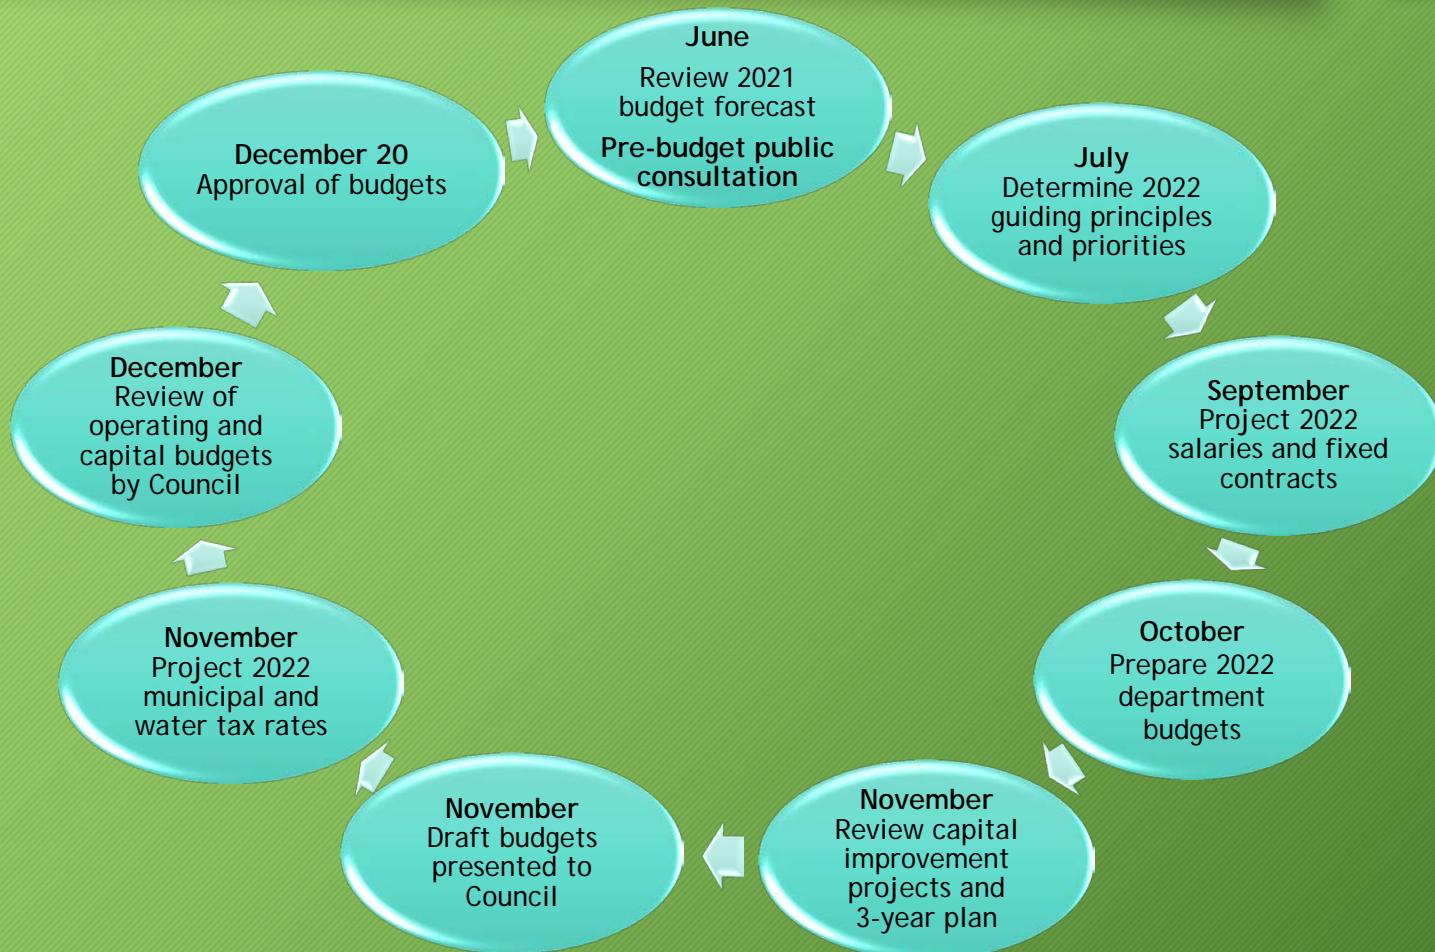 June
Review 2021
budget forecast
Pre-budget public
consultation
July
Determine 2022
guiding principles
and priorities
September
Project 2022
salaries and fixed
contracts
October
Prepare 2022
department
budgets
November
Review capital
improvement
projects and
3-year plan
November
Draft budgets
presented to
Council
November
Project 2022
municipal and
water tax rates
December
Review of
operating and
capital budgets
by Council
December 20
Approval of budgets